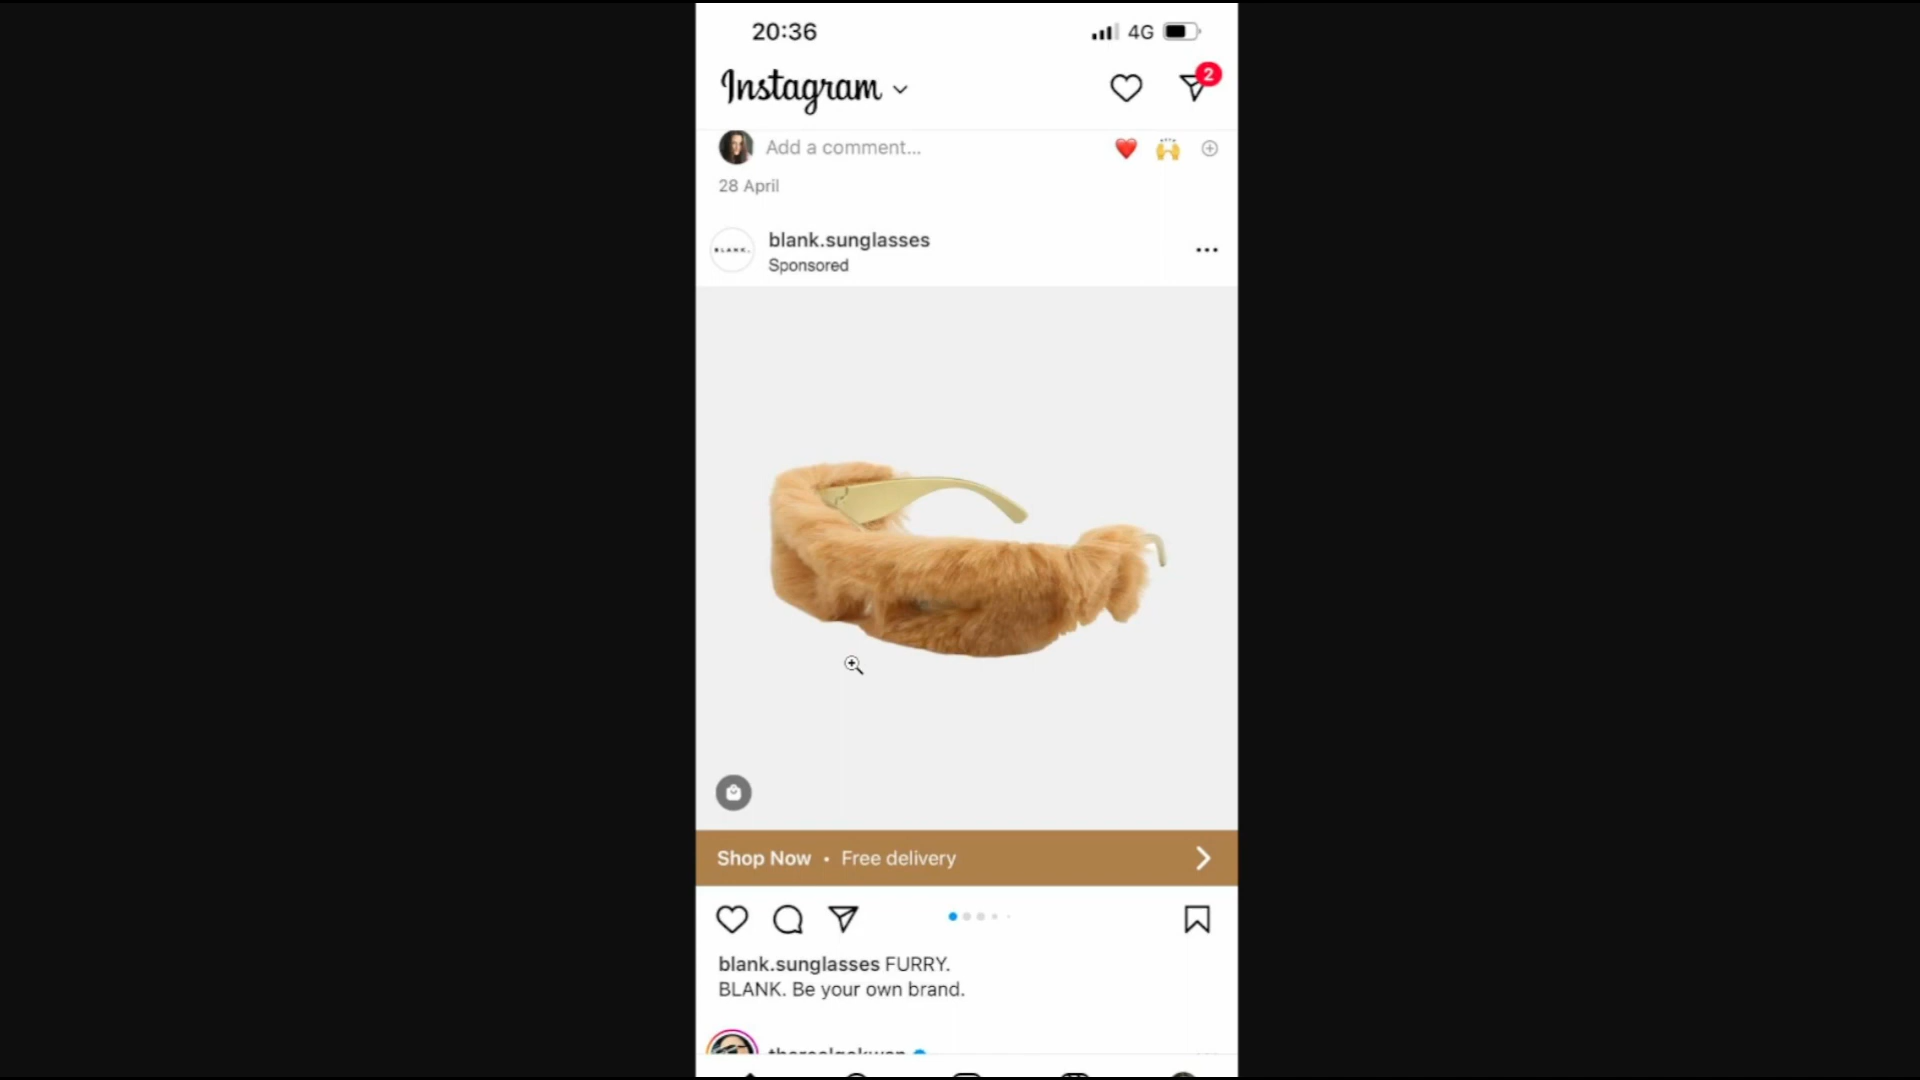 20:36
4G
Instagram
2
Add a comment...
28 April
BLANK.
blank.sunglasses
Sponsored
Shop Now • Free delivery
blank.sunglasses FURRY.
BLANK. Be your own brand.